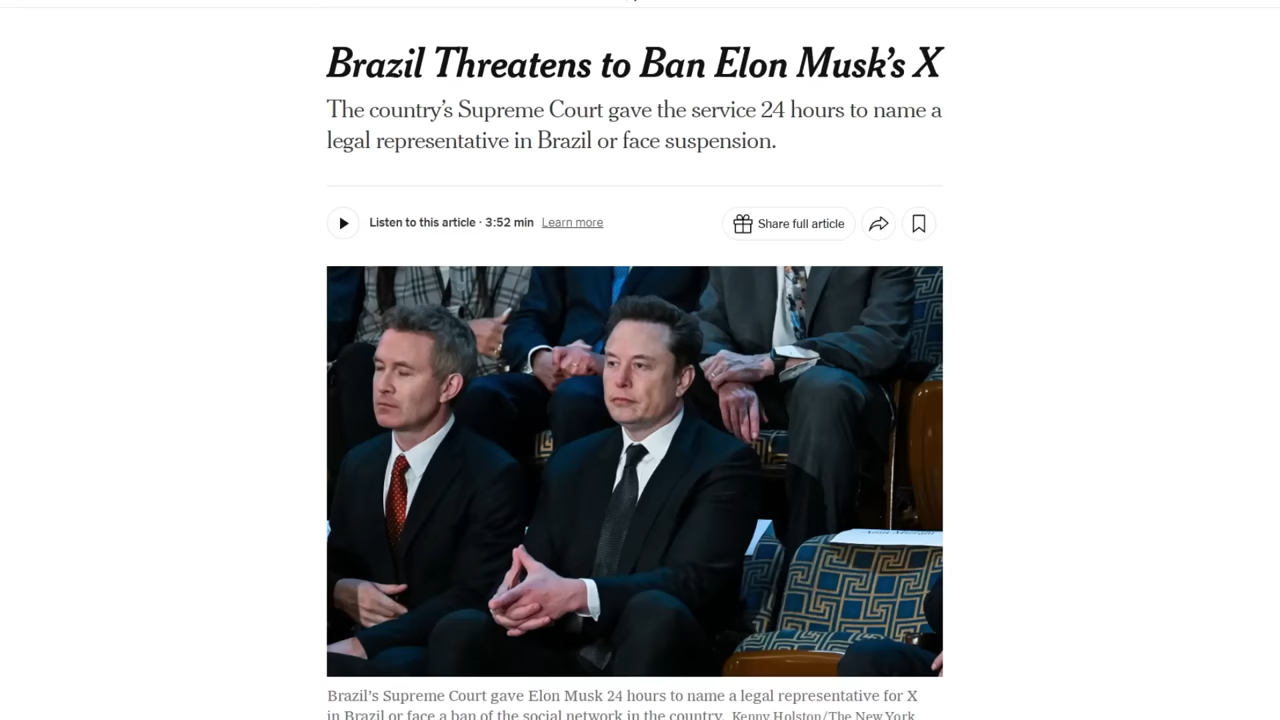 Brazil Threatens to Ban Elon Musk’s X
The country’s Supreme Court gave the service 24 hours to name a
legal representative in Brazil or face suspension.
Listen to this article · 3:52 min Learn more
Share full article
Brazil’s Supreme Court gave Elon Musk 24 hours to name a legal representative for X
in Brazil or face a ban of the social network in the country. Kenny Holston/The New York